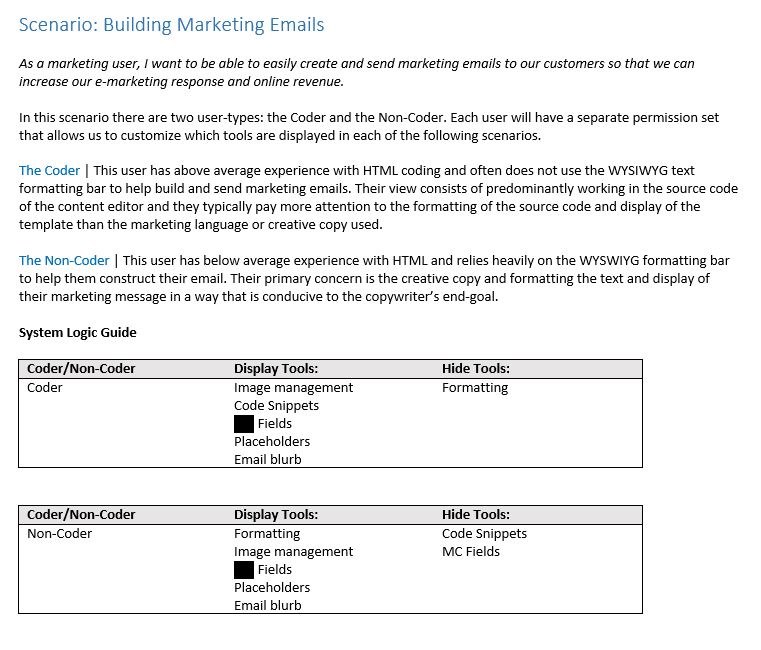 Scenario: Building Marketing Emails
As a marketing user, I want to be able to easily create and send marketing emails to our customers so that we can
increase our e-marketing response and online revenue.
In this scenario there are two user-types: the Coder and the Non-Coder. Each user will have a separate permission set
that allows us to customize which tools are displayed in each of the following scenarios.
The Coder | This user has above average experience with HTML coding and often does not use the WYSIWYG text
formatting bar to help build and send marketing emails. Their view consists of predominantly working in the source code
of the content editor and they typically pay more attention to the formatting of the source code and display of the
template than the marketing language or creative copy used.
The Non-Coder | This user has below average experience with HTML and relies heavily on the WYSWIYG formatting bar
to help them construct their email. Their primary concern is the creative copy and formatting the text and display of
their marketing message in a way that is conducive to the copywriter’s end-goal.
System Logic Guide
Coder/Non-Coder Display Tools: Hide Tools:
Coder Image management Formatting
Code Snippets
Fields
Placeholders
Email blurb
Coder/Non-Coder Display Tools: Hide Tools:
Non-Coder Formatting Code Snippets
Image management MC Fields
Fields
Placeholders
Email blurb